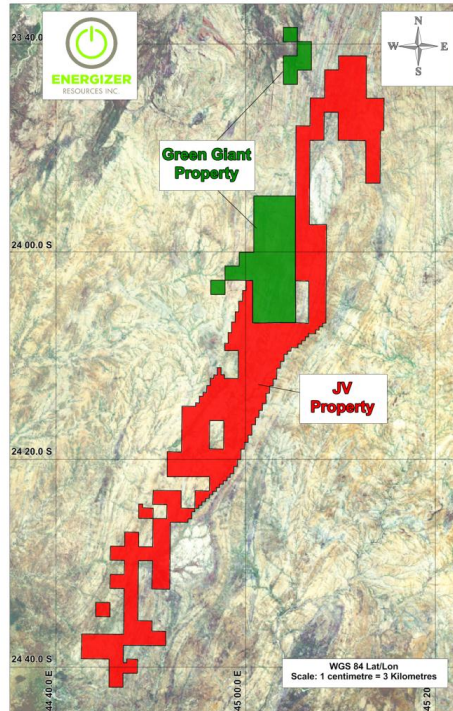 ENERGIZER
RESOURCES INC.
N
W E
S
23 40.0 S
Green Giant
Property
24 00.0 S
JV
Property
24 20.0 S
24 40.0 S
WGS 84 Lat/Lon
Scale: 1 centimetre = 3 Kilometres
44 40.0 E
45 00.0 E
45 20